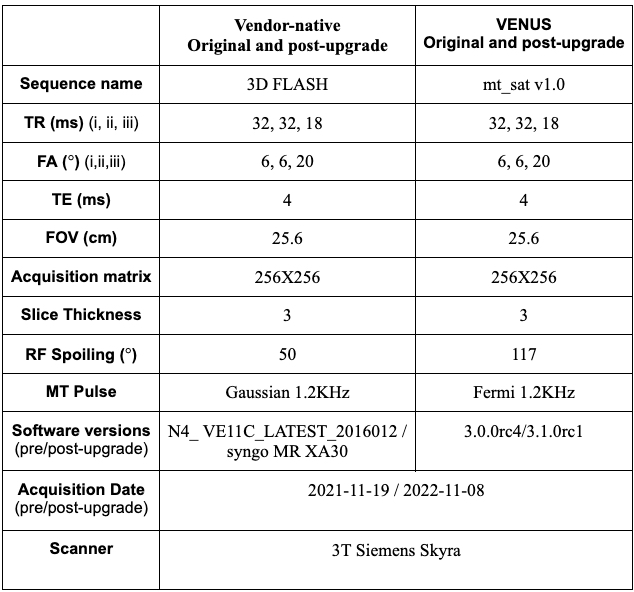 Vendor-native
Original and post-upgrade
VENUS
Original and post-upgrade
Sequence name
3D FLASH
mt_sat v1.0
TR (ms) (i, ii, iii)
32, 32, 18
32, 32, 18
FA (°) (i,ii,iii)
6, 6, 20
6, 6, 20
TE (ms)
4
4
FOV (cm)
25.6
25.6
Acquisition matrix
256X256
256X256
Slice Thickness
3
3
RF Spoiling (°)
50
117
MT Pulse
Gaussian 1.2KHz
Fermi 1.2KHz
Software versions
(pre/post-upgrade)
N4_ VE11C_LATEST_2016012 /
syngo MR XA30
3.0.0rc4/3.1.0rc1
Acquisition Date
(pre/post-upgrade)
2021-11-19 / 2022-11-08
Scanner
3T Siemens Skyra